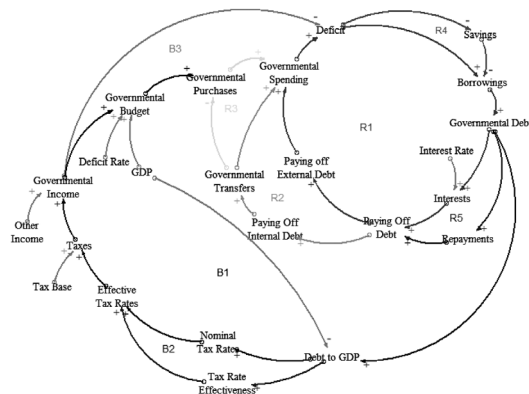 Deficit
R4
Savings
B3
Governmental
Purchases
Governmental
Spending
Borrowings
Governmental
Budget
R3
R1
Governmental Debt
Deficit Rate
GDP
Governmental
Transfers
Paying off
External Debt
Interest Rate
Governmental
Income
R2
Interests
Other
Income
Paying Off
Internal Debt
Paying Off
Debt
R5
Repayments
Taxes
Tax Base
B1
Effective
Tax Rates
Nominal
Tax Rate
B2
Debt to GDP
Tax Rate
Effectiveness